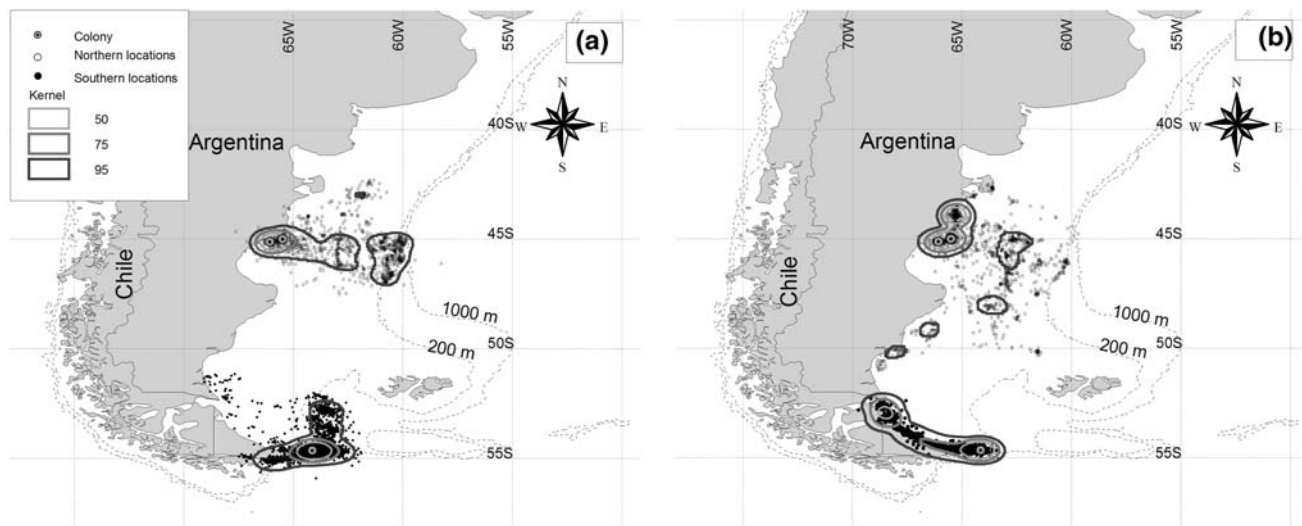 Colony
Northern locations
Southern locations
Kernel
50
75
95
65W
60W
55W
(a)
N
W
E
S
40S
Argentina
45S
Chile
1000 m
200 m
50S
55S
70W
65W
60W
55W
(b)
N
W
E
S
40S
Argentina
45S
Chile
1000 m
200 m
50S
55S